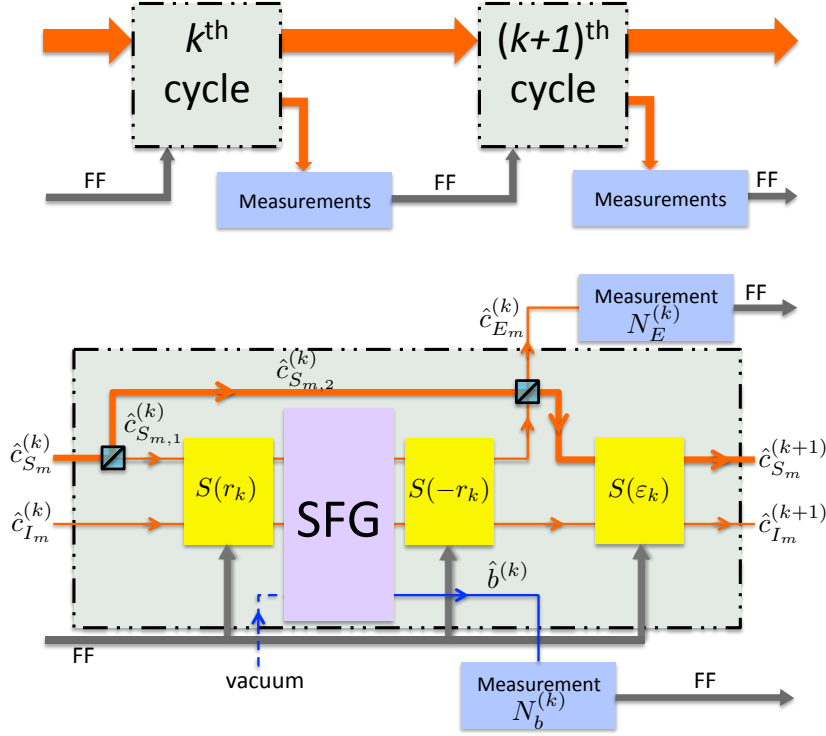 kᵗʰ cycle
(k+1)ᵗʰ cycle
FF
Measurements
FF
Measurements
FF
Measurement
N_E^{(k)}
FF
ĉ_{E_m}^{(k)}
ĉ_{S_{m,2}}^{(k)}
ĉ_{S_{m,1}}^{(k)}
ĉ_{S_m}^{(k)}
S(r_k)
SFG
S(−r_k)
S(ε_k)
ĉ_{S_m}^{(k+1)}
ĉ_{I_m}^{(k)}
ĉ_{I_m}^{(k+1)}
b̂^{(k)}
FF
vacuum
Measurement
N_b^{(k)}
FF